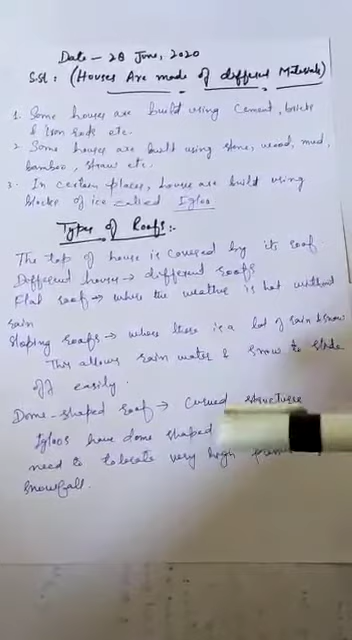 Date - 28 June, 2020
S.St : (Houses Are made of different Materials)
1. Some houses are build using Cement, bricks
& Iron rods etc.
2. Some houses are build using stone, wood, mud,
bamboo, straw etc.
3. In certain places, houses are build using
blocks of ice called Igloo
Types of Roofs:-
The top of house is covered by its roof.
Different houses → different roofs
Flat roof → where the weather is hot without
rain
Sloping roofs → where there is a lot of rain & snow
This allows rain water & snow to slide
off easily.
Dome-shaped roof → Curved structure
Igloos have dome shaped
need to tolerate very high
snowfall.